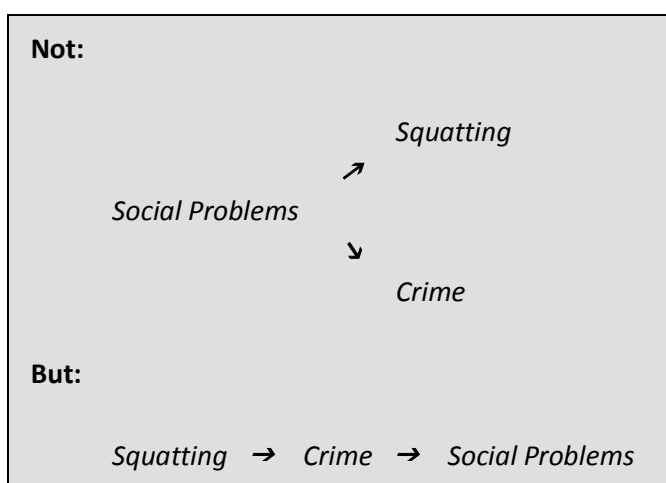 Not:
Squatting
↗
Social Problems
↘
Crime
But:
Squatting → Crime → Social Problems